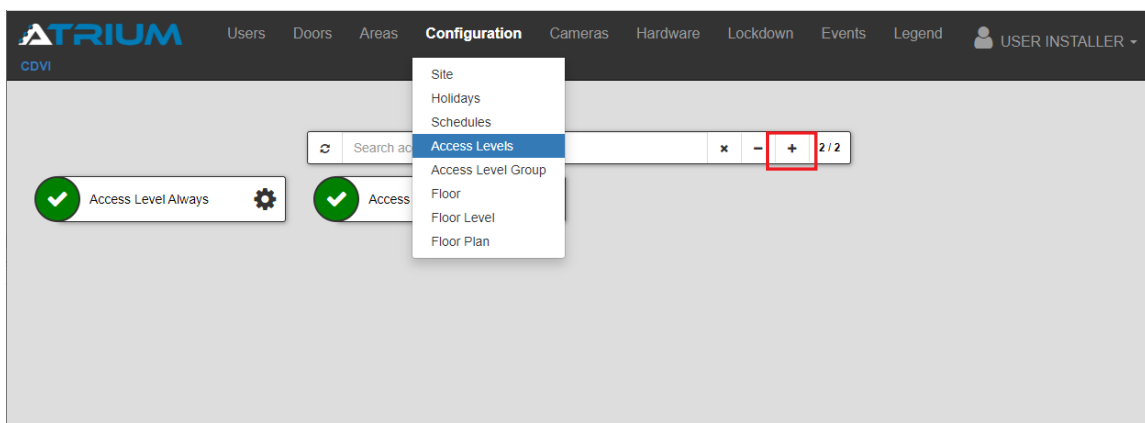 ATRIUM
Users Doors Areas Configuration Cameras Hardware Lockdown Events Legend USER INSTALLER
CDVI
Site
Holidays
Schedules
Search ac
Access Levels
2 / 2
Access Level Group
Access Level Always
Access
Floor
Floor Level
Floor Plan